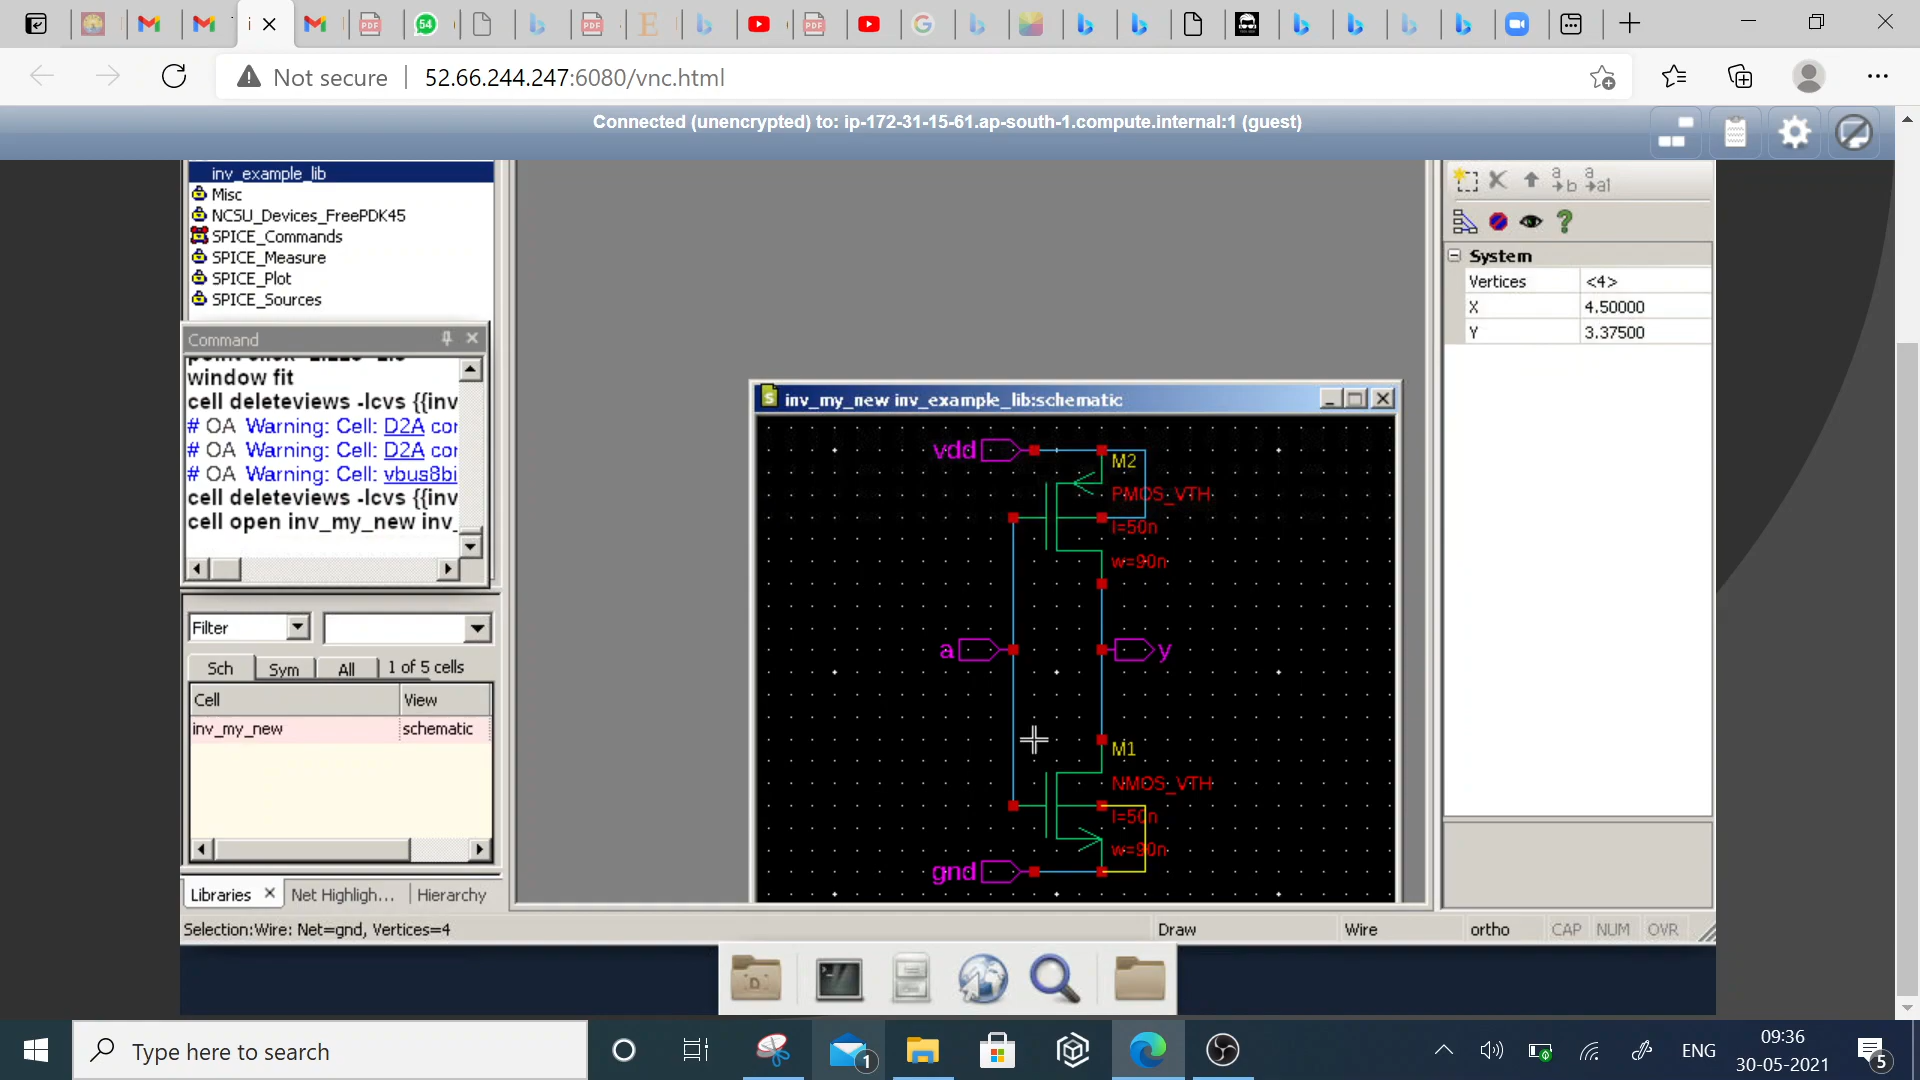 54
Not secure
52.66.244.247:6080/vnc.html
Connected (unencrypted) to: ip-172-31-15-61.ap-south-1.compute.internal:1 (guest)
inv_example_lib
Misc
NCSU_Devices_FreePDK45
SPICE_Commands
SPICE_Measure
SPICE_Plot
SPICE_Sources
Command
window fit
cell deleteviews -lcvs {{inv
# OA Warning: Cell: D2A cor
# OA Warning: Cell: D2A cor
# OA Warning: Cell: vbus8bi
cell deleteviews -lcvs {{inv
cell open inv_my_new inv_
Filter
Sch Sym All 1 of 5 cells
Cell View
inv_my_new schematic
Libraries Net Highligh... Hierarchy
inv_my_new inv_example_lib:schematic
vdd
M2
PMOS_VTH
l=50n
w=90n
a
y
M1
NMOS_VTH
l=50n
w=90n
gnd
System
Vertices <4>
X 4.50000
Y 3.37500
Selection:Wire: Net=gnd, Vertices=4
Draw
Wire
ortho
CAP NUM OVR
Type here to search
1
ENG
09:36
30-05-2021
5